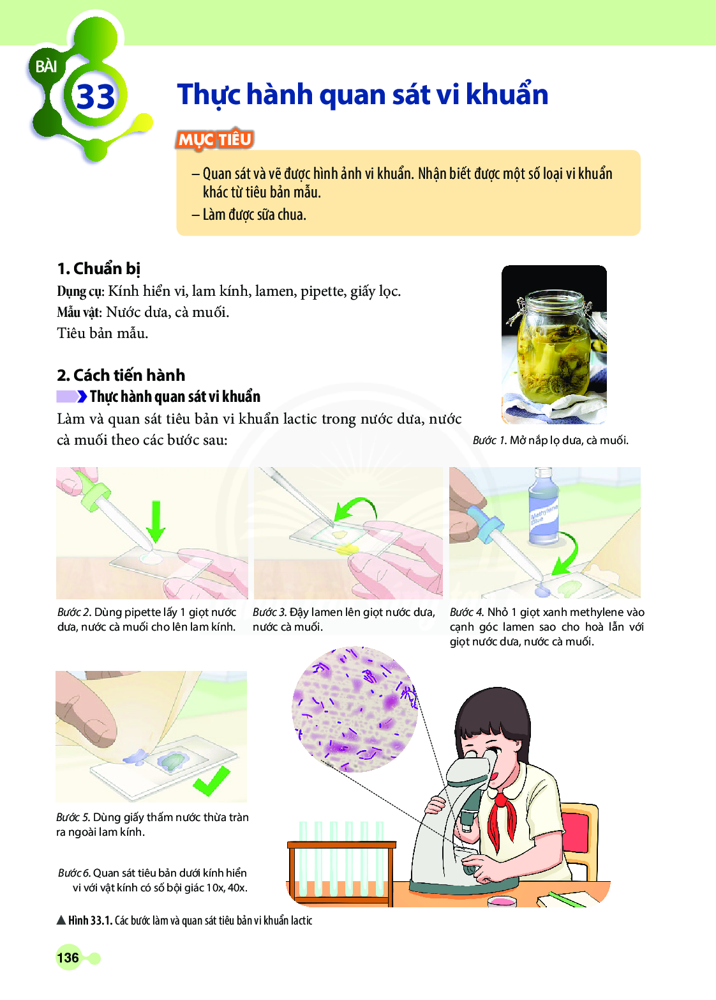 BÀI
33
Thực hành quan sát vi khuẩn
MỤC TIÊU
– Quan sát và vẽ được hình ảnh vi khuẩn. Nhận biết được một số loại vi khuẩn
khác từ tiêu bản mẫu.
– Làm được sữa chua.
1. Chuẩn bị
Dụng cụ: Kính hiển vi, lam kính, lamen, pipette, giấy lọc.
Mẫu vật: Nước dưa, cà muối.
Tiêu bản mẫu.
2. Cách tiến hành
Thực hành quan sát vi khuẩn
Làm và quan sát tiêu bản vi khuẩn lactic trong nước dưa, nước
cà muối theo các bước sau:
Bước 1. Mở nắp lọ dưa, cà muối.
Methylene
Blue
Bước 2. Dùng pipette lấy 1 giọt nước
dưa, nước cà muối cho lên lam kính.
Bước 3. Đậy lamen lên giọt nước dưa,
nước cà muối.
Bước 4. Nhỏ 1 giọt xanh methylene vào
cạnh góc lamen sao cho hoà lẫn với
giọt nước dưa, nước cà muối.
Bước 5. Dùng giấy thấm nước thừa tràn
ra ngoài lam kính.
Bước 6. Quan sát tiêu bản dưới kính hiển
vi với vật kính có số bội giác 10x, 40x.
▲ Hình 33.1. Các bước làm và quan sát tiêu bản vi khuẩn lactic
136